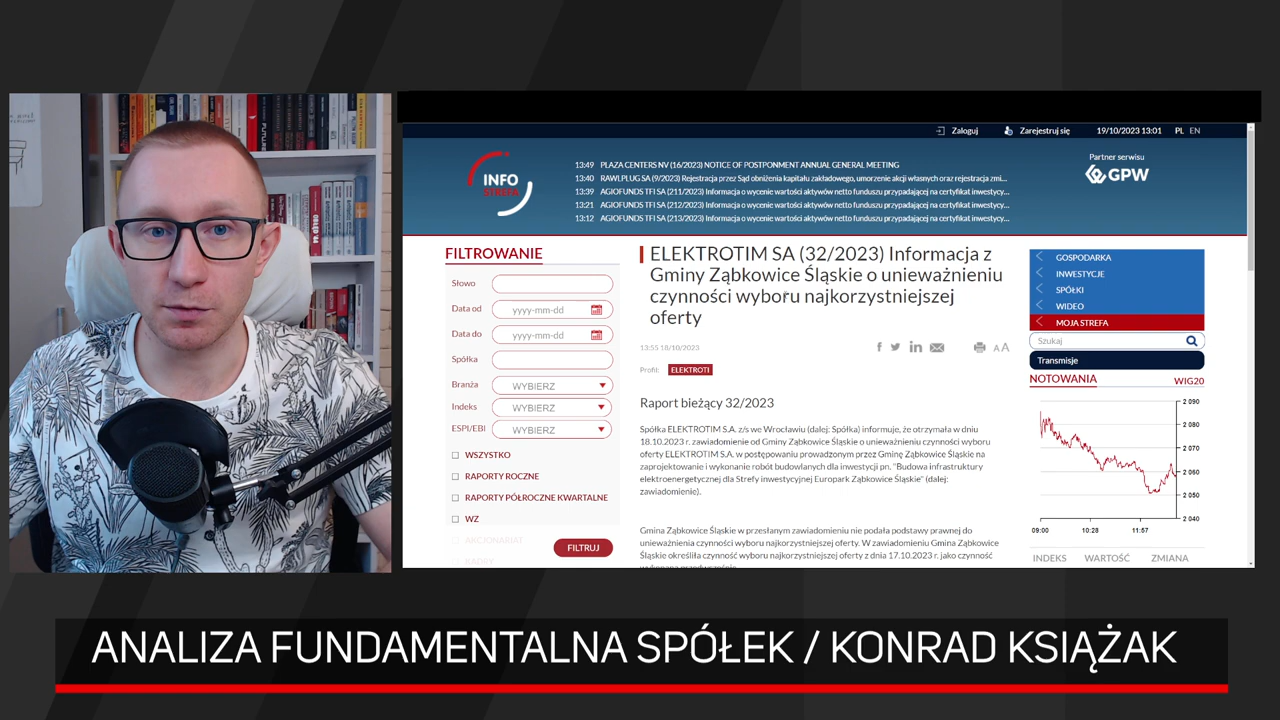 Zaloguj
Zarejestruj się
19/10/2023 13:01
PL EN
INFO
STREFA
13:49 PLAZA CENTERS NV (16/2023) NOTICE OF POSTPONMENT ANNUAL GENERAL MEETING
13:40 RAWLPLUG SA (9/2023) Rejestracja przez Sąd obniżenia kapitału zakładowego, umorzenie akcji własnych oraz rejestracja zmi...
13:39 AGIOFUNDS TFI SA (211/2023) Informacja o wycenie wartości aktywów netto funduszu przypadającej na certyfikat inwestycy...
13:21 AGIOFUNDS TFI SA (212/2023) Informacja o wycenie wartości aktywów netto funduszu przypadającej na certyfikat inwestycy...
13:12 AGIOFUNDS TFI SA (213/2023) Informacja o wycenie wartości aktywów netto funduszu przypadającej na certyfikat inwestycy...
Partner serwisu
GPW
FILTROWANIE
Słowo
Data od yyyy-mm-dd
Data do yyyy-mm-dd
Spółka
Branża WYBIERZ
Indeks WYBIERZ
ESPI/EBI WYBIERZ
WSZYSTKO
RAPORTY ROCZNE
RAPORTY PÓŁROCZNE KWARTALNE
WZ
AKCJONARIAT
KADRY
FILTRUJ
ELEKTROTIM SA (32/2023) Informacja z
Gminy Ząbkowice Śląskie o unieważnieniu
czynności wyboru najkorzystniejszej
oferty
13:55 18/10/2023
A A
Profil: ELEKTROTI
Raport bieżący 32/2023
Spółka ELEKTROTIM S.A. z/s we Wrocławiu (dalej: Spółka) informuje, że otrzymała w dniu
18.10.2023 r. zawiadomienie od Gminy Ząbkowice Śląskie o unieważnieniu czynności wyboru
oferty ELEKTROTIM S.A. w postępowaniu prowadzonym przez Gminę Ząbkowice Śląskie na
zaprojektowanie i wykonanie robót budowlanych dla inwestycji pn. "Budowa infrastruktury
elektroenergetycznej dla Strefy inwestycyjnej Europark Ząbkowice Śląskie" (dalej:
zawiadomienie).
Gmina Ząbkowice Śląskie w przesłanym zawiadomieniu nie podała podstawy prawnej do
unieważnienia czynności wyboru najkorzystniejszej oferty. W zawiadomieniu Gmina Ząbkowice
Śląskie określiła czynność wyboru najkorzystniejszej oferty z dnia 17.10.2023 r. jako czynność
wykonaną przedwcześnie.
GOSPODARKA
INWESTYCJE
SPÓŁKI
WIDEO
MOJA STREFA
Szukaj
Transmisje
NOTOWANIA
WIG20
2 090
2 080
2 070
2 060
2 050
2 040
09:00 10:28 11:57
INDEKS WARTOŚĆ ZMIANA
ANALIZA FUNDAMENTALNA SPÓŁEK / KONRAD KSIĄŻAK